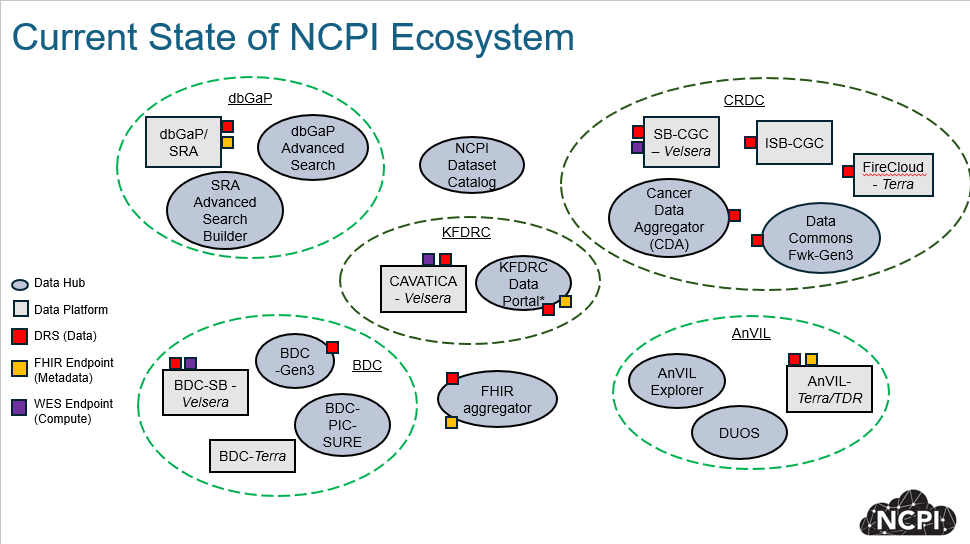 Current State of NCPI Ecosystem
dbGaP
dbGaP/
SRA
dbGaP
Advanced
Search
SRA
Advanced
Search
Builder
NCPI
Dataset
Catalog
CRDC
SB-CGC
– Velsera
ISB-CGC
FireCloud
- Terra
Cancer
Data
Aggregator
(CDA)
Data
Commons
Fwk-Gen3
KFDRC
CAVATICA
- Velsera
KFDRC
Data
Portal*
Data Hub
Data Platform
DRS (Data)
FHIR Endpoint
(Metadata)
WES Endpoint
(Compute)
BDC
BDC
-Gen3
BDC-SB -
Velsera
BDC-
PIC-
SURE
BDC-Terra
FHIR
aggregator
AnVIL
AnVIL
Explorer
AnVIL-
Terra/TDR
DUOS
NCPI